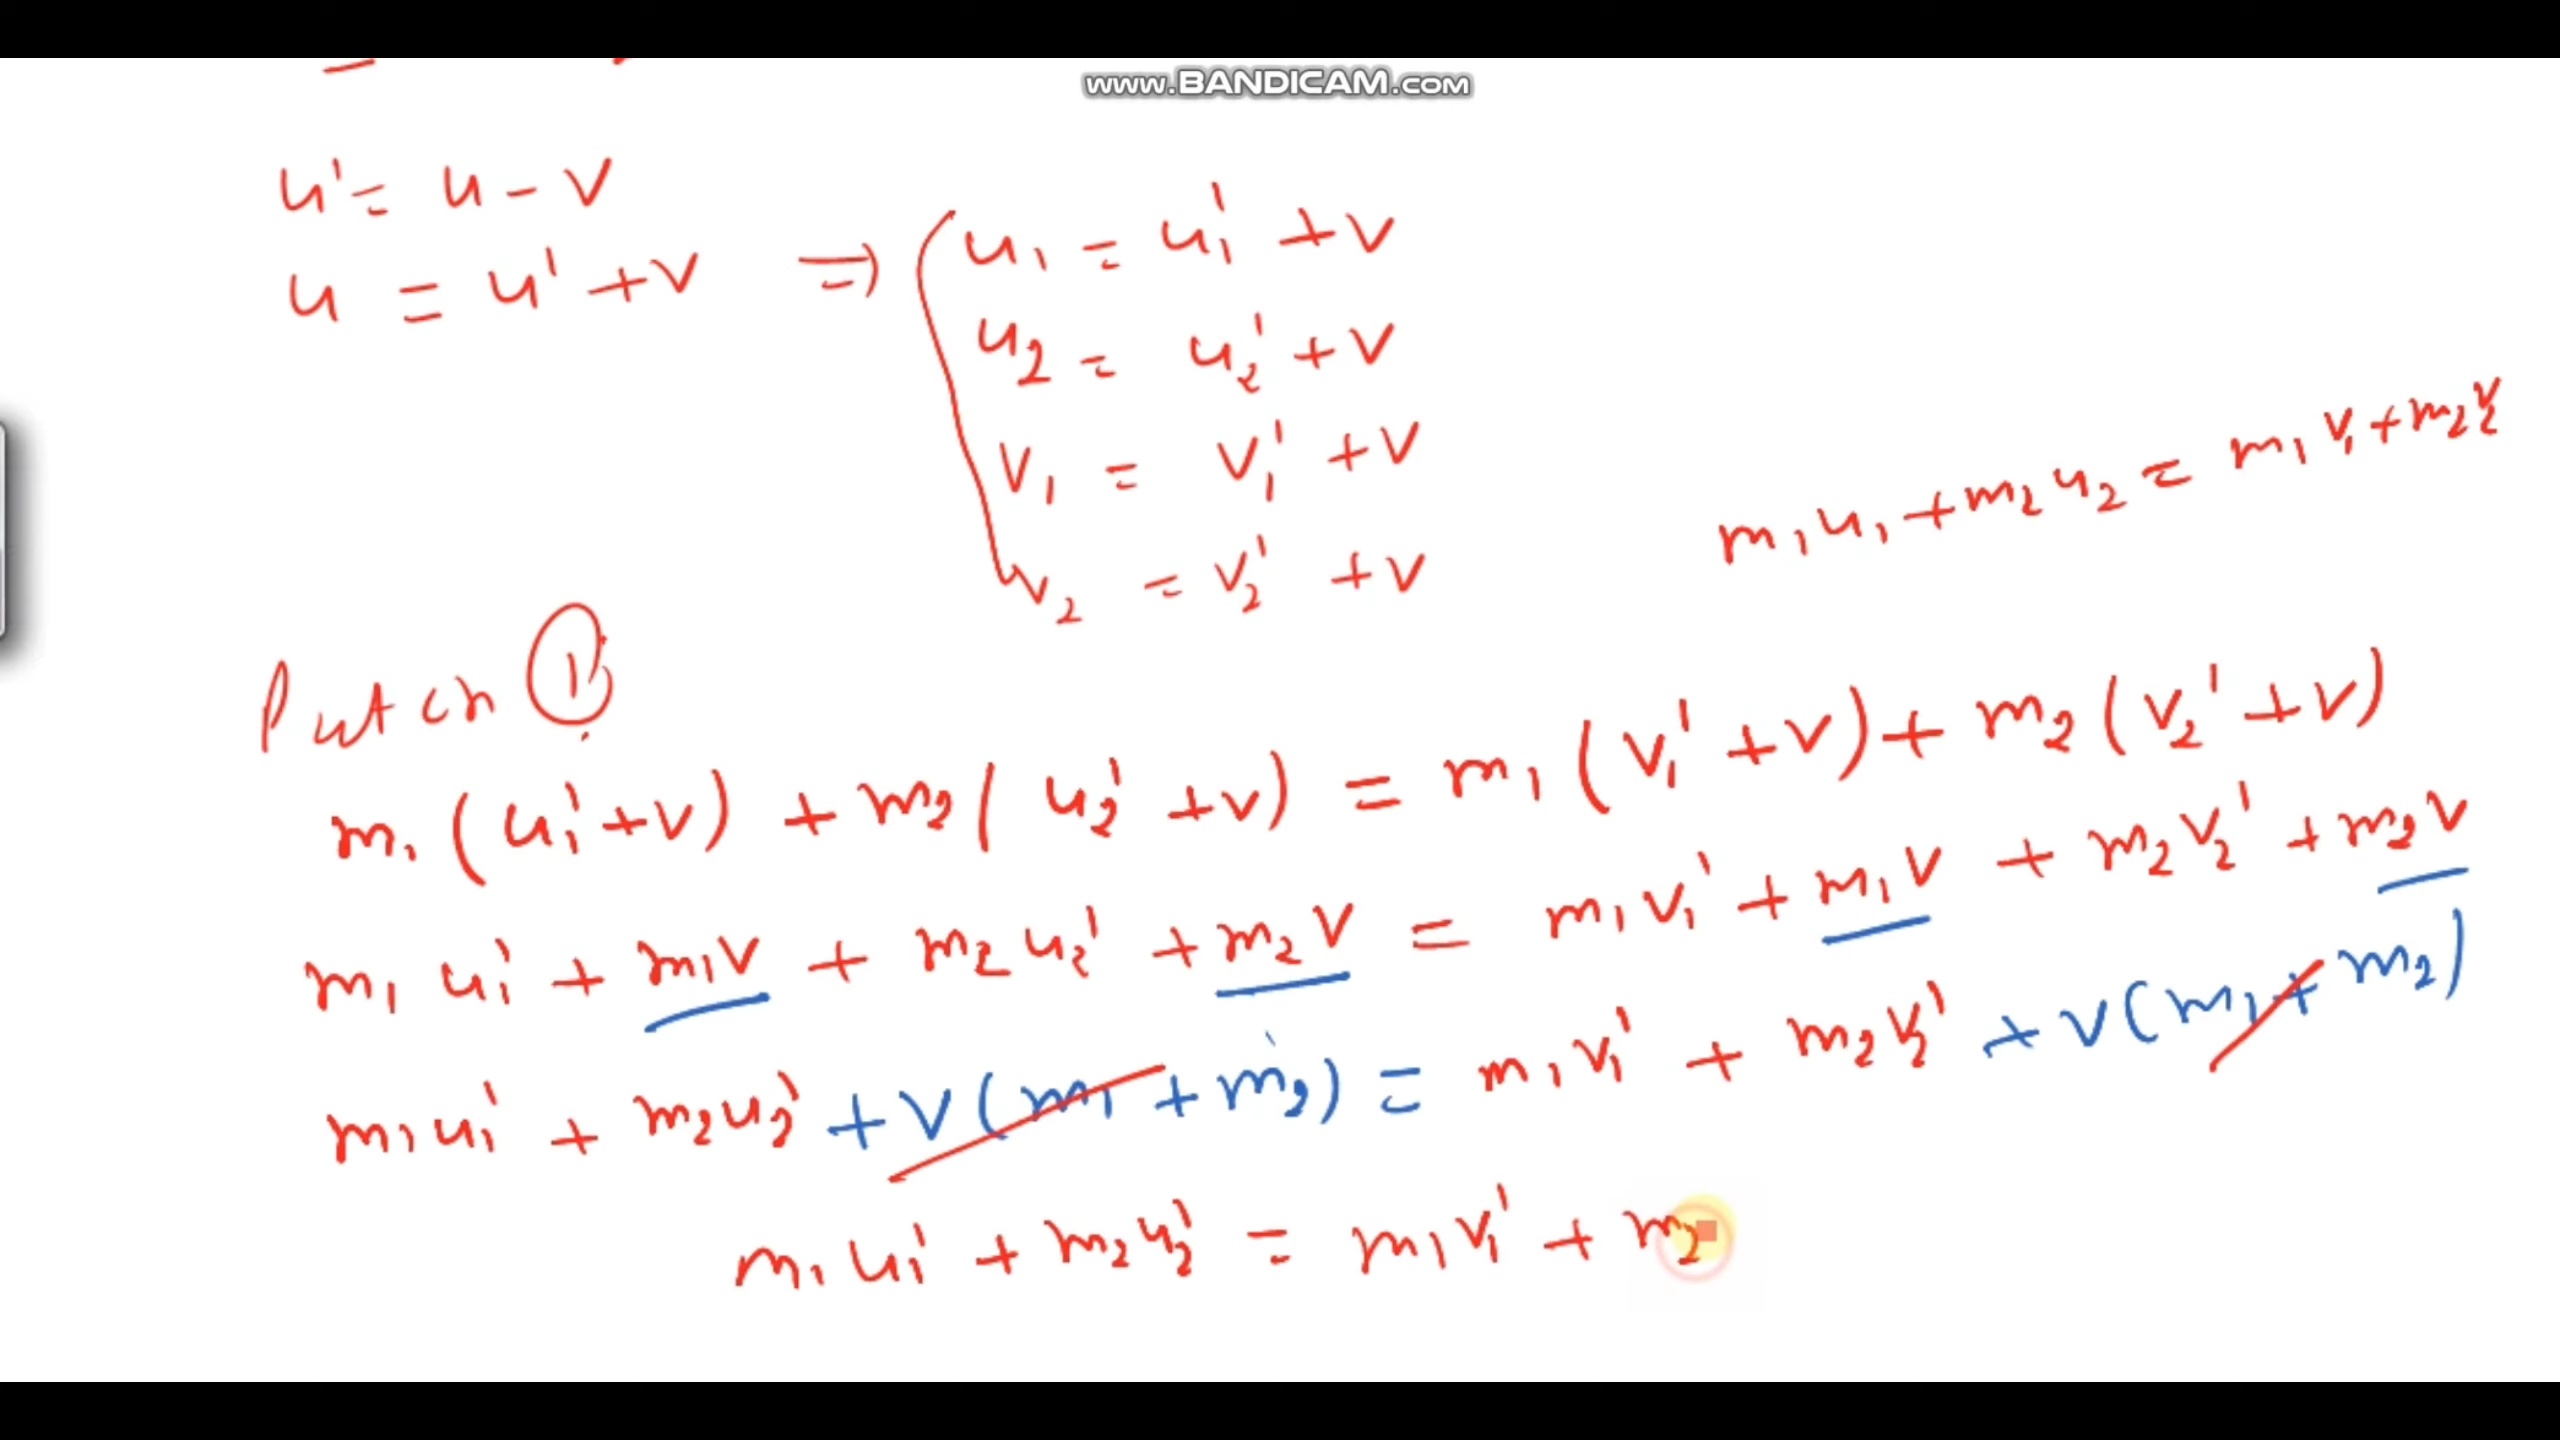 www.BANDICAM.com
u' = u - v
u = u' + v ⇒ u₁ = u₁' + v
u₂ = u₂' + v
v₁ = v₁' + v
v₂ = v₂' + v
m₁u₁ + m₂u₂ = m₁v₁ + m₂v₂
Put in ①
m₁(u₁' + v) + m₂(u₂' + v) = m₁(v₁' + v) + m₂(v₂' + v)
m₁u₁' + m₁v + m₂u₂' + m₂v = m₁v₁' + m₁v + m₂v₂' + m₂v
m₁u₁' + m₂u₂' + v(m₁ + m₂) = m₁v₁' + m₂v₂' + v(m₁ + m₂)
m₁u₁' + m₂u₂' = m₁v₁' + m₂